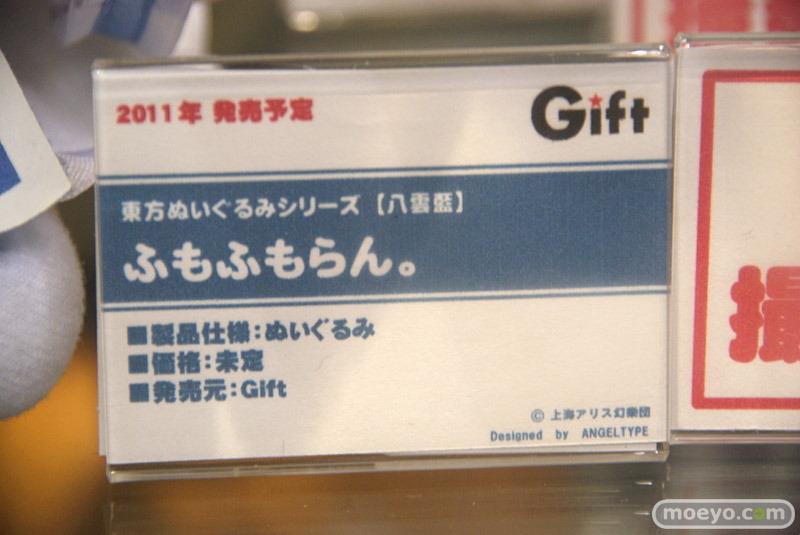 2011年 発売予定
Gift
東方ぬいぐるみシリーズ【八雲藍】
ふもふもらん。
■製品仕様:ぬいぐるみ
■価格:未定
■発売元:Gift
© 上海アリス幻樂団
Designed by ANGELTYPE
撮
moeyo.com